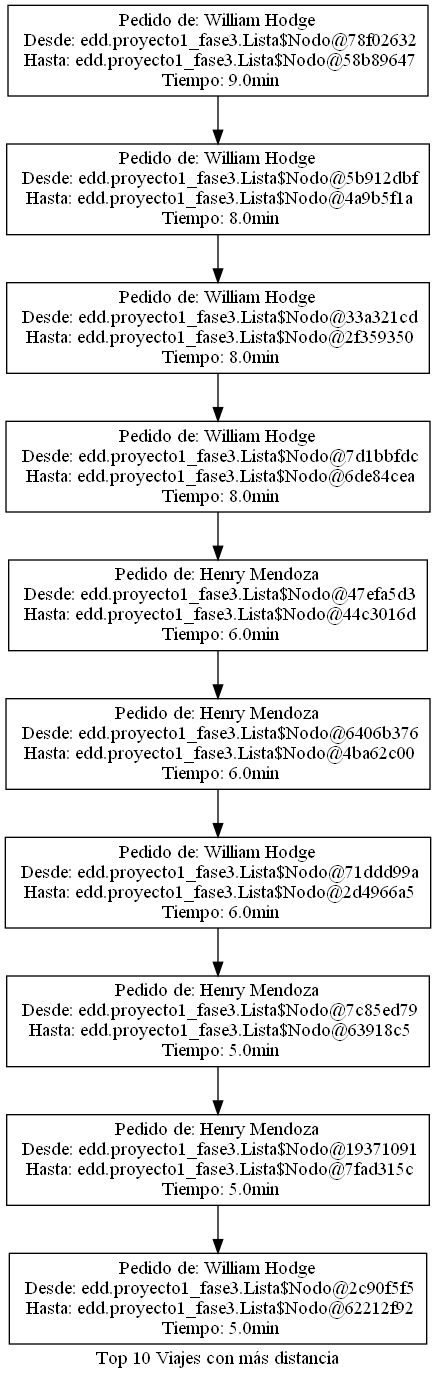 Pedido de: William Hodge
Desde: edd.proyecto1_fase3.Lista$Nodo@78f02632
Hasta: edd.proyecto1_fase3.Lista$Nodo@58b89647
Tiempo: 9.0min
Pedido de: William Hodge
Desde: edd.proyecto1_fase3.Lista$Nodo@5b912dbf
Hasta: edd.proyecto1_fase3.Lista$Nodo@4a9b5f1a
Tiempo: 8.0min
Pedido de: William Hodge
Desde: edd.proyecto1_fase3.Lista$Nodo@33a321cd
Hasta: edd.proyecto1_fase3.Lista$Nodo@2f359350
Tiempo: 8.0min
Pedido de: William Hodge
Desde: edd.proyecto1_fase3.Lista$Nodo@7d1bbfdc
Hasta: edd.proyecto1_fase3.Lista$Nodo@6de84cea
Tiempo: 8.0min
Pedido de: Henry Mendoza
Desde: edd.proyecto1_fase3.Lista$Nodo@47efa5d3
Hasta: edd.proyecto1_fase3.Lista$Nodo@44c3016d
Tiempo: 6.0min
Pedido de: Henry Mendoza
Desde: edd.proyecto1_fase3.Lista$Nodo@6406b376
Hasta: edd.proyecto1_fase3.Lista$Nodo@4ba62c00
Tiempo: 6.0min
Pedido de: William Hodge
Desde: edd.proyecto1_fase3.Lista$Nodo@71ddd99a
Hasta: edd.proyecto1_fase3.Lista$Nodo@2d4966a5
Tiempo: 6.0min
Pedido de: Henry Mendoza
Desde: edd.proyecto1_fase3.Lista$Nodo@7c85ed79
Hasta: edd.proyecto1_fase3.Lista$Nodo@63918c5
Tiempo: 5.0min
Pedido de: Henry Mendoza
Desde: edd.proyecto1_fase3.Lista$Nodo@19371091
Hasta: edd.proyecto1_fase3.Lista$Nodo@7fad315c
Tiempo: 5.0min
Pedido de: William Hodge
Desde: edd.proyecto1_fase3.Lista$Nodo@2c90f5f5
Hasta: edd.proyecto1_fase3.Lista$Nodo@62212f92
Tiempo: 5.0min
Top 10 Viajes con más distancia